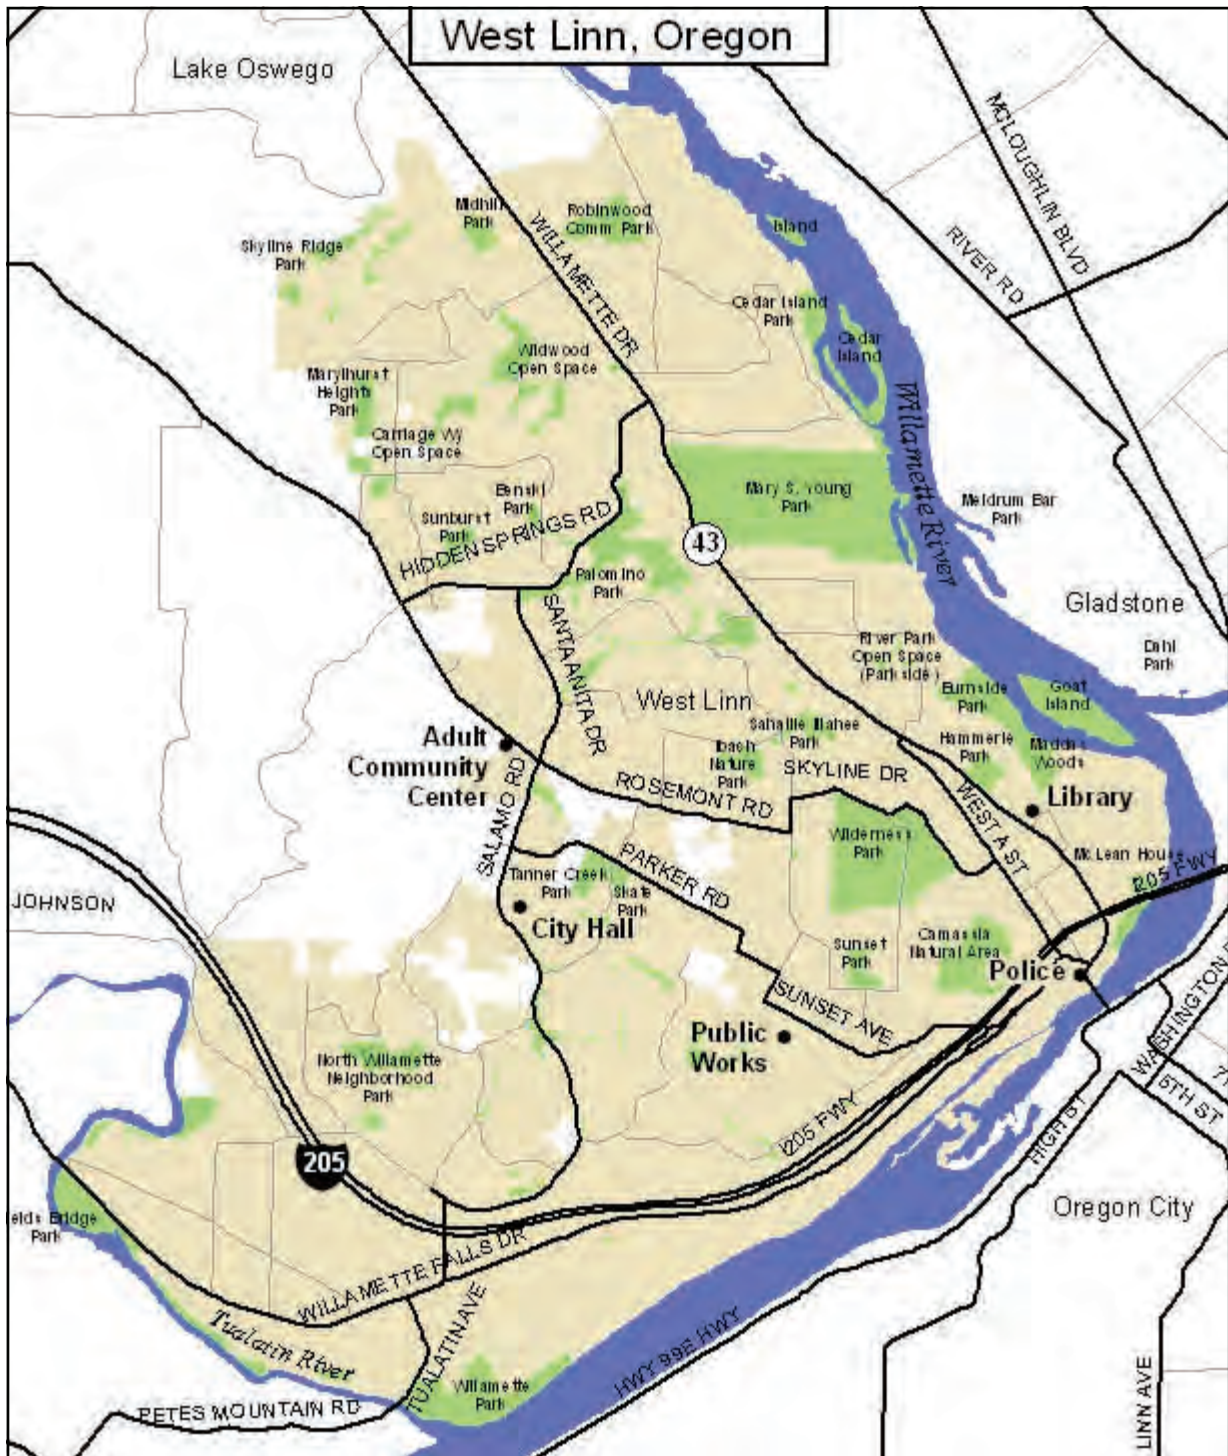 West Linn, Oregon
Lake Oswego
MCLOUGHLIN BLVD
RIVER RD
Midhill
Park
Robinwood
Comm. Park
Island
WILLAMETTE DR
Skyline Ridge
Park
Cedar Island
Park
Cedar
Island
Wildwood
Open Space
Marylhurst
Heights
Park
Willamette River
Carriage Wy
Open Space
Mary S. Young
Park
Meldrum Bar
Park
Benski
Park
Sunburst
Park
HIDDEN SPRINGS RD
43
Palomino
Park
Gladstone
SANTA ANITA DR
River Park
Open Space
(Parkside)
Dahl
Park
Burnside
Park
Goat
Island
West Linn
Sahallie Illahee
Park
Hammerle
Park
Maddax
Woods
Adult
Community
Center
Ibach
Nature
Park
SKYLINE DR
ROSEMONT RD
SALAMO RD
WEST A ST
Library
Wilderness
Park
PARKER RD
McLean House
I205 FWY
Tanner Creek
Park
Skate
Park
JOHNSON
City Hall
Sunset
Park
Camassia
Natural Area
Police
WASHINGTON
SUNSET AVE
Public
Works
North Willamette
Neighborhood
Park
5TH ST
HIGH ST
I205 FWY
205
Oregon City
elds Bridge
Park
WILLAMETTE FALLS DR
Tualatin River
TUALATIN AVE
HWY 99E HWY
Willamette
Park
PETES MOUNTAIN RD
LINN AVE